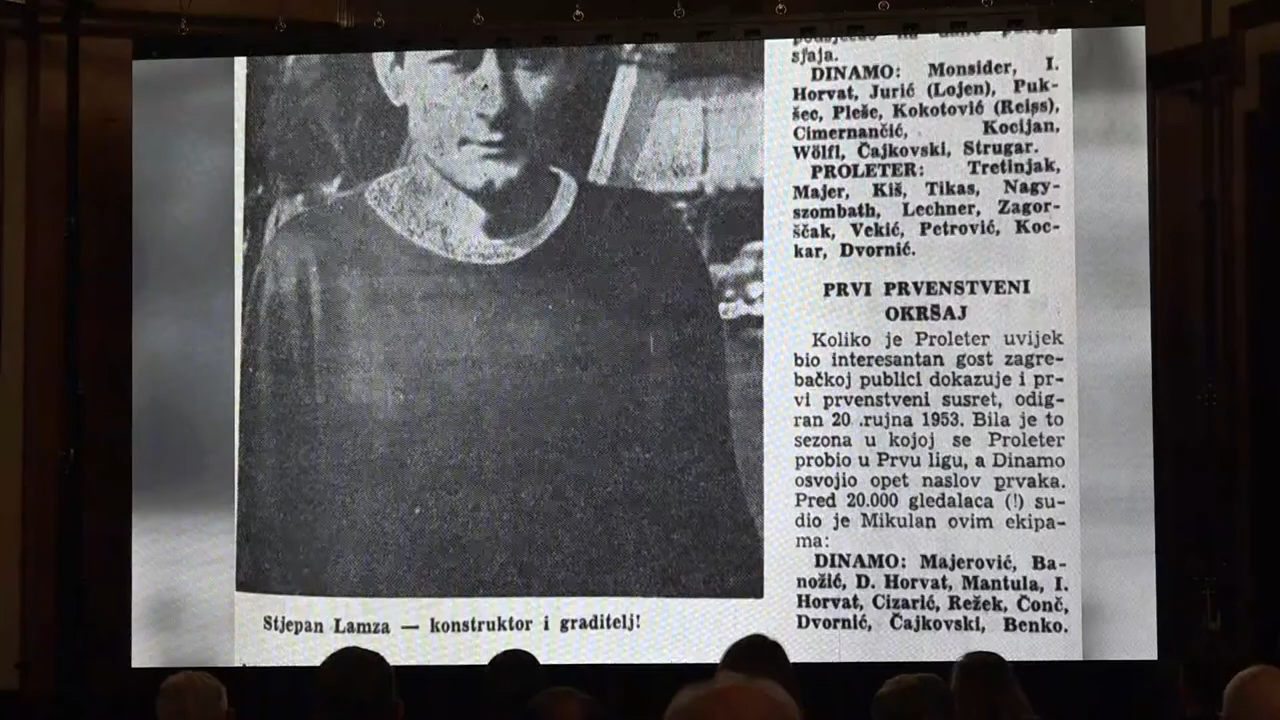 sjaja.
DINAMO: Monsider, I.
Horvat, Jurić (Lojen), Puk-
šec, Pleše, Kokotović (Reiss),
Cimernančić, Kocijan,
Wölfl, Čajkovski, Strugar.
PROLETER: Tretinjak,
Majer, Kiš, Tikas, Nagy-
szombath, Lechner, Zagor-
ščak, Vekić, Petrović, Koc-
kar, Dvornić.
PRVI PRVENSTVENI
OKRŠAJ
Koliko je Proleter uvijek
bio interesantan gost zagre-
bačkoj publici dokazuje i pr-
vi prvenstveni susret, odig-
ran 20 .rujna 1953. Bila je to
sezona u kojoj se Proleter
probio u Prvu ligu, a Dinamo
osvojio opet naslov prvaka.
Pred 20.000 gledalaca (!) su-
dio je Mikulan ovim ekipa-
ma:
DINAMO: Majerović, Ba-
nožić, D. Horvat, Mantula, I.
Horvat, Cizarić, Režek, Čonč,
Dvornić, Čajkovski, Benko.
Stjepan Lamza — konstruktor i graditelj!